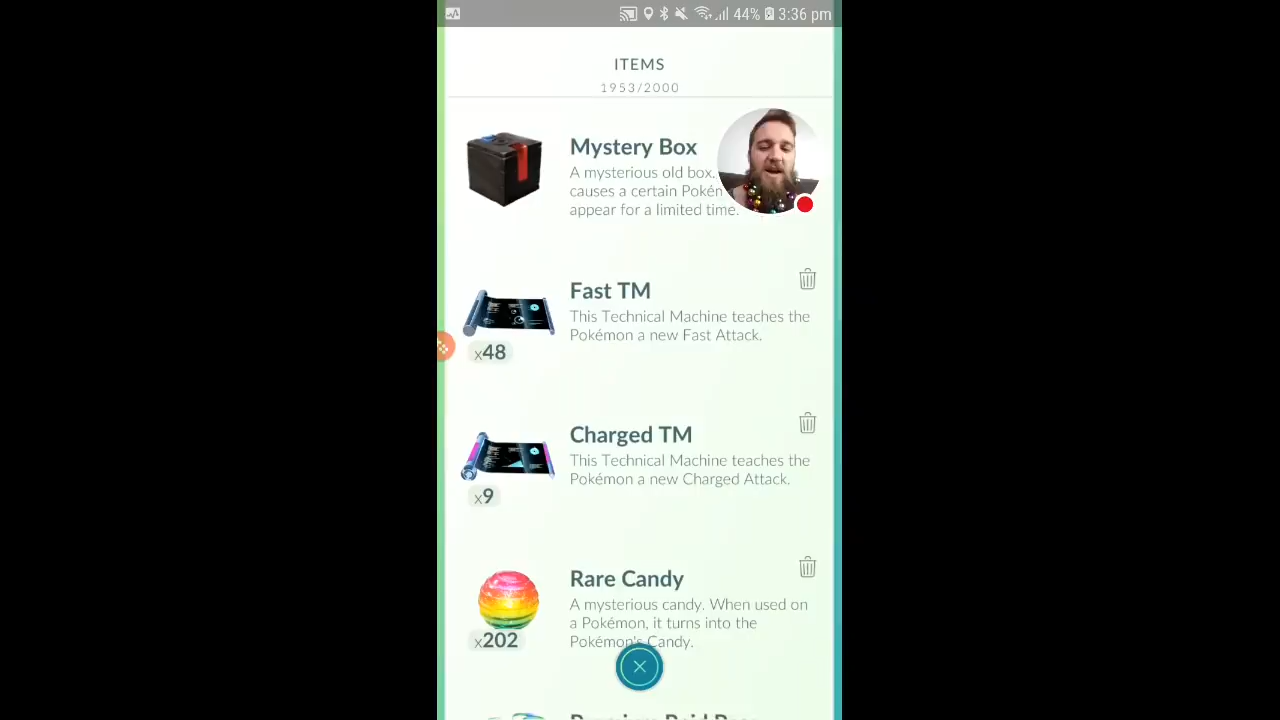 44% 3:36 pm
ITEMS
1953/2000
Mystery Box
A mysterious old box.
causes a certain Pokém
appear for a limited time.
Fast TM
This Technical Machine teaches the
Pokémon a new Fast Attack.
x48
Charged TM
This Technical Machine teaches the
Pokémon a new Charged Attack.
x9
Rare Candy
A mysterious candy. When used on
a Pokémon, it turns into the
Pokémon's Candy.
x202